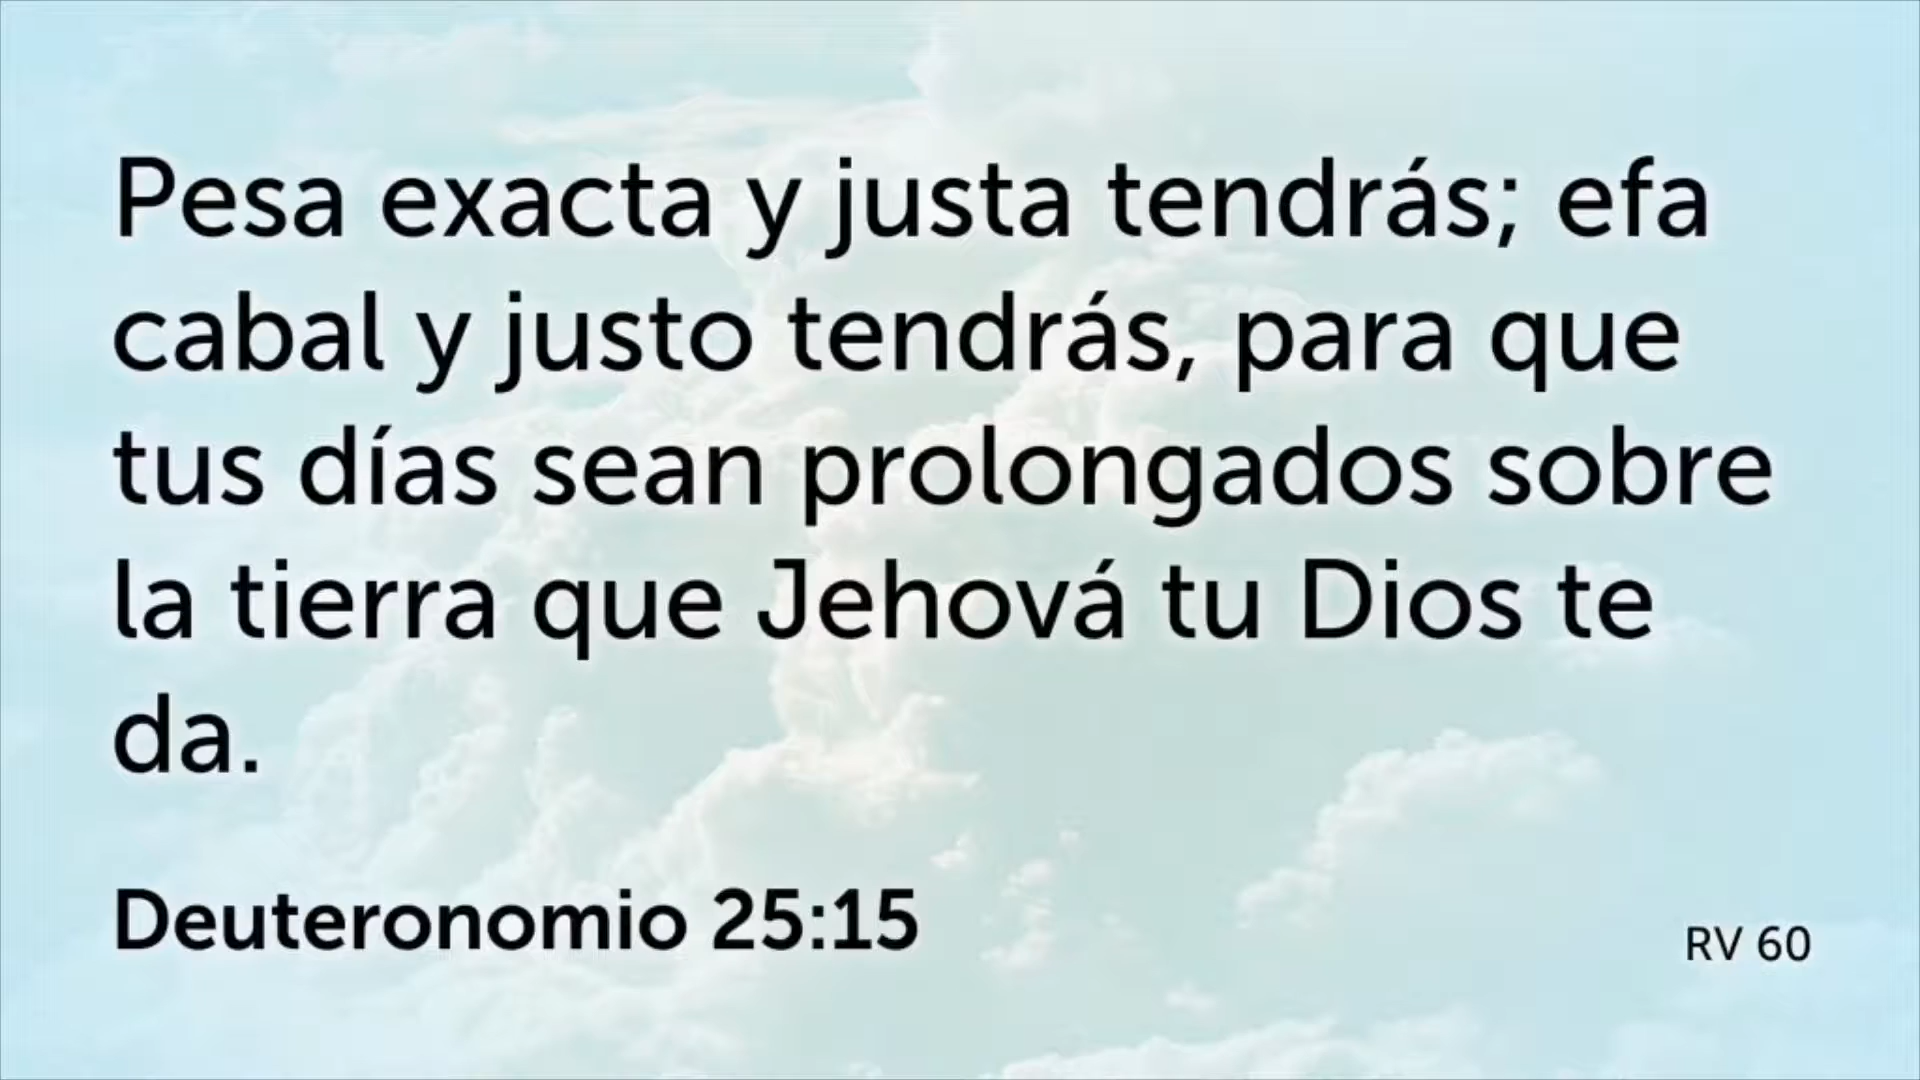 Pesa exacta y justa tendrás; efa
cabal y justo tendrás, para que
tus días sean prolongados sobre
la tierra que Jehová tu Dios te
da.
Deuteronomio 25:15
RV 60